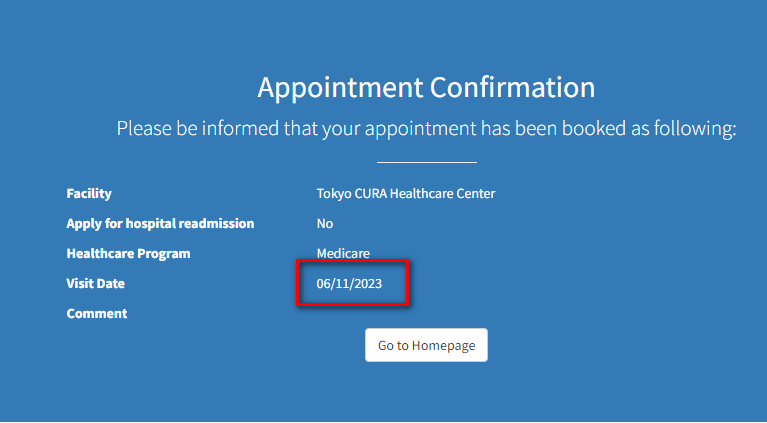 Appointment Confirmation
Please be informed that your appointment has been booked as following:
Facility Tokyo CURA Healthcare Center
Apply for hospital readmission No
Healthcare Program Medicare
Visit Date 06/11/2023
Comment
Go to Homepage